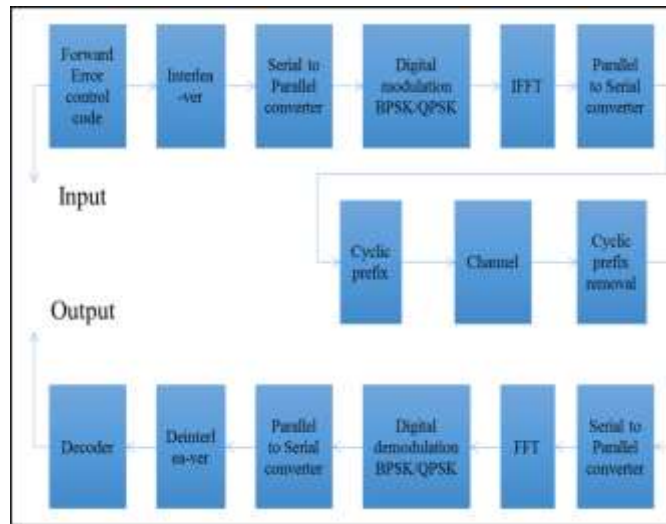 Forward
Error
control
code
Interlea
-ver
Serial to
Parallel
converter
Digital
modulation
BPSK/QPSK
IFFT
Parallel
to Serial
converter
Input
Cyclic
prefix
Channel
Cyclic
prefix
removal
Output
Decoder
Deinterl
ea-ver
Parallel
to Serial
converter
Digital
demodulation
BPSK/QPSK
FFT
Serial to
Parallel
converter